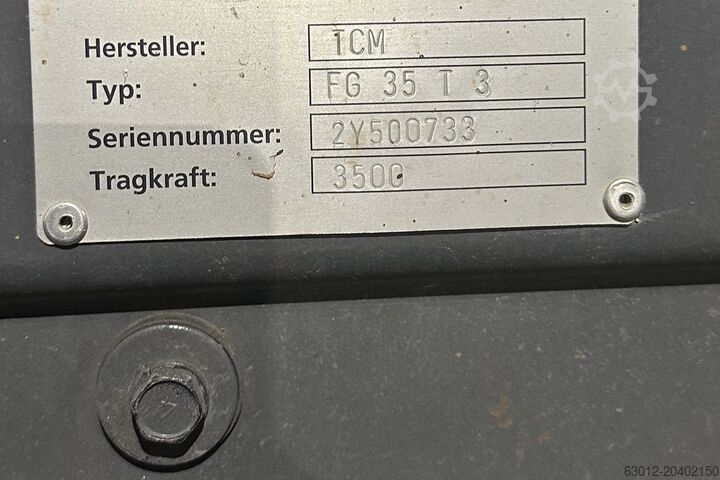 Hersteller: TCM
Typ: FG 35 T 3
Seriennummer: 2Y500733
Tragkraft: 3500
63012-20402150